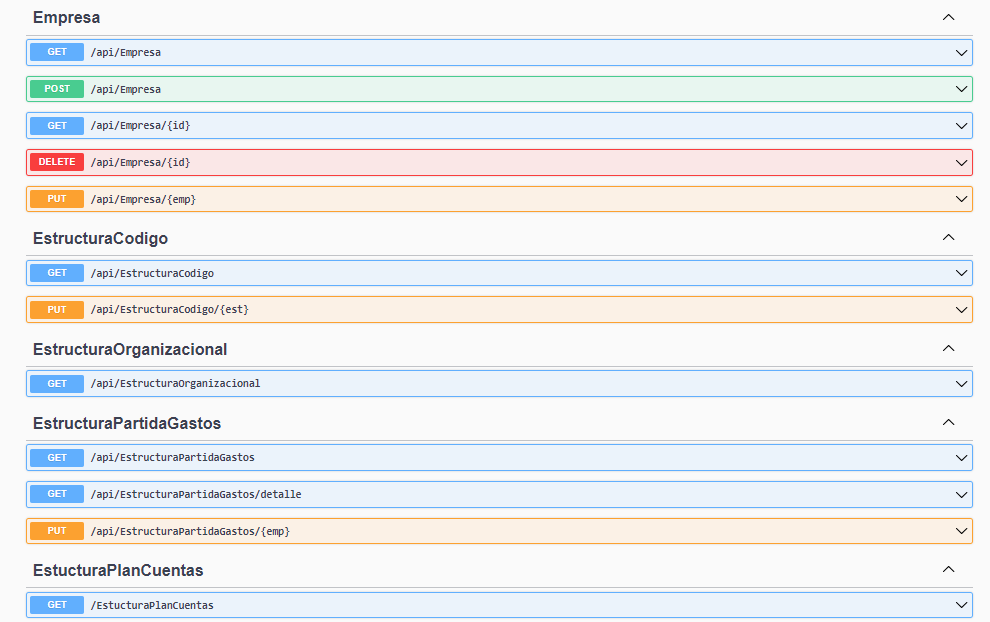 Empresa
GET /api/Empresa
POST /api/Empresa
GET /api/Empresa/{id}
DELETE /api/Empresa/{id}
PUT /api/Empresa/{emp}
EstructuraCodigo
GET /api/EstructuraCodigo
PUT /api/EstructuraCodigo/{est}
EstructuraOrganizacional
GET /api/EstructuraOrganizacional
EstructuraPartidaGastos
GET /api/EstructuraPartidaGastos
GET /api/EstructuraPartidaGastos/detalle
PUT /api/EstructuraPartidaGastos/{emp}
EstucturaPlanCuentas
GET /EstucturaPlanCuentas